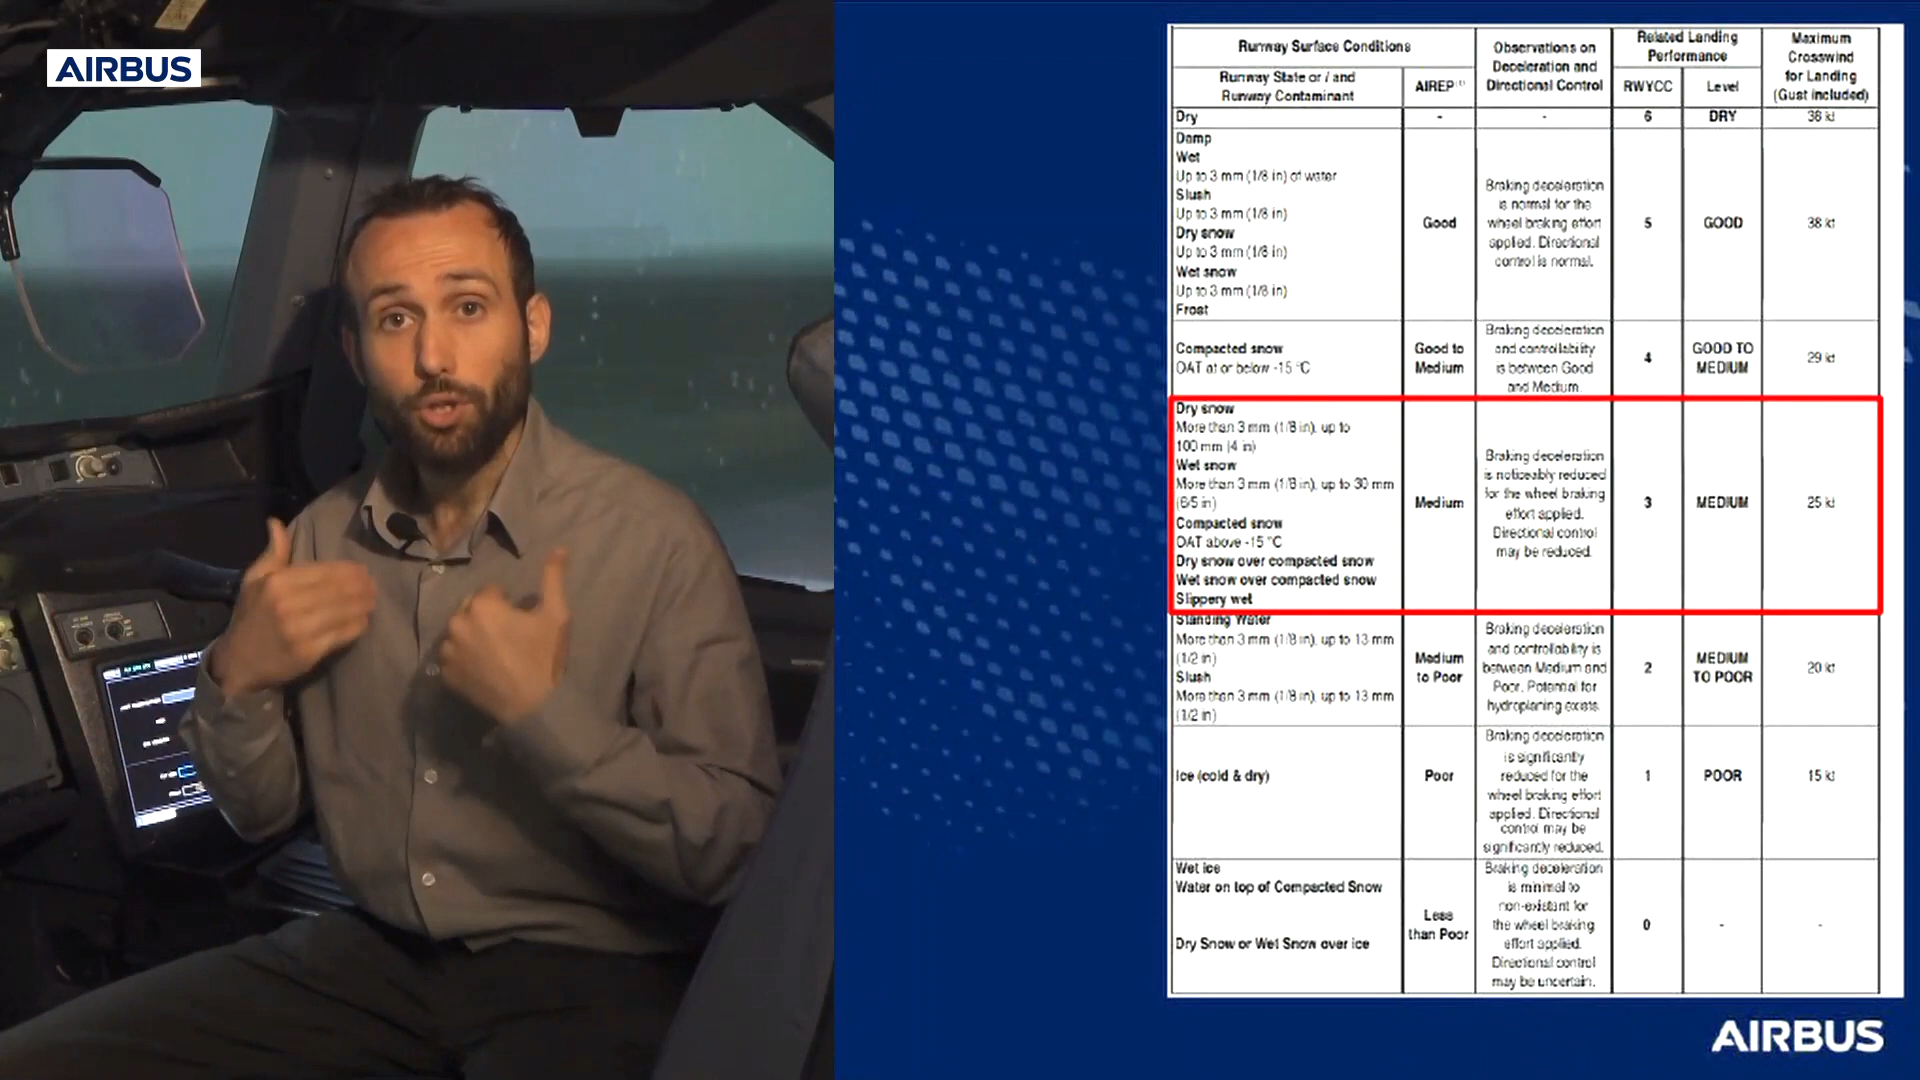 AIRBUS
Runway Surface Conditions
Observations on
Deceleration and
Directional Control
Related Landing
Performance
Maximum
Crosswind
for Landing
(Gust included)
Runway State or / and
Runway Contaminant
AIREP(1)
RWYCC
Level
Dry
-
-
6
DRY
38 kt
Damp
Wet
Up to 3 mm (1/8 in) of water
Slush
Up to 3 mm (1/8 in)
Dry snow
Up to 3 mm (1/8 in)
Wet snow
Up to 3 mm (1/8 in)
Frost
Good
Braking deceleration
is normal for the
wheel braking effort
applied. Directional
control is normal.
5
GOOD
38 kt
Compacted snow
OAT at or below -15 °C
Good to
Medium
Braking deceleration
and controllability
is between Good
and Medium
4
GOOD TO
MEDIUM
29 kt
Dry snow
More than 3 mm (1/8 in), up to
100 mm (4 in)
Wet snow
More than 3 mm (1/8 in), up to 30 mm
(6/5 in)
Compacted snow
OAT above -15 °C
Dry snow over compacted snow
Wet snow over compacted snow
Slippery wet
Medium
Braking deceleration
is noticeably reduced
for the wheel braking
effort applied.
Directional control
may be reduced.
3
MEDIUM
25 kt
Standing Water
More than 3 mm (1/8 in), up to 13 mm
(1/2 in)
Slush
More than 3 mm (1/8 in), up to 13 mm
(1/2 in)
Medium
to Poor
Braking deceleration
and controllability is
between Medium and
Poor. Potential for
hydroplaning exists.
2
MEDIUM
TO POOR
20 kt
Ice (cold & dry)
Poor
Braking deceleration
is significantly
reduced for the
wheel braking effort
applied. Directional
control may be
significantly reduced.
1
POOR
15 kt
Wet ice
Water on top of Compacted Snow
Dry Snow or Wet Snow over ice
Less
than Poor
Braking deceleration
is minimal to
non-existant for
the wheel braking
effort applied.
Directional control
may be uncertain.
0
-
-
AIRBUS